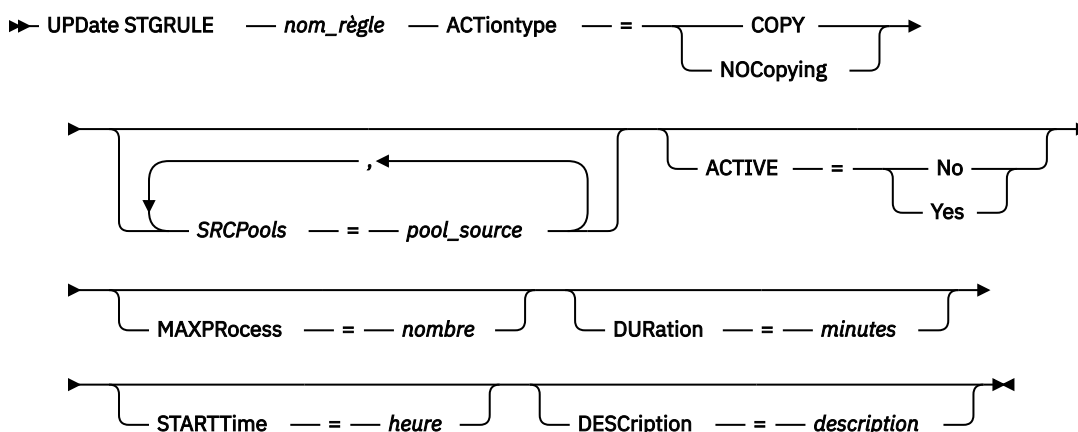 UPDate STGRULE nom_règle ACTiontype = COPY
NOCopying
,
SRCPools = pool_source
ACTIVE = No
Yes
MAXPRocess = nombre DURation = minutes
STARTTime = heure DESCription = description